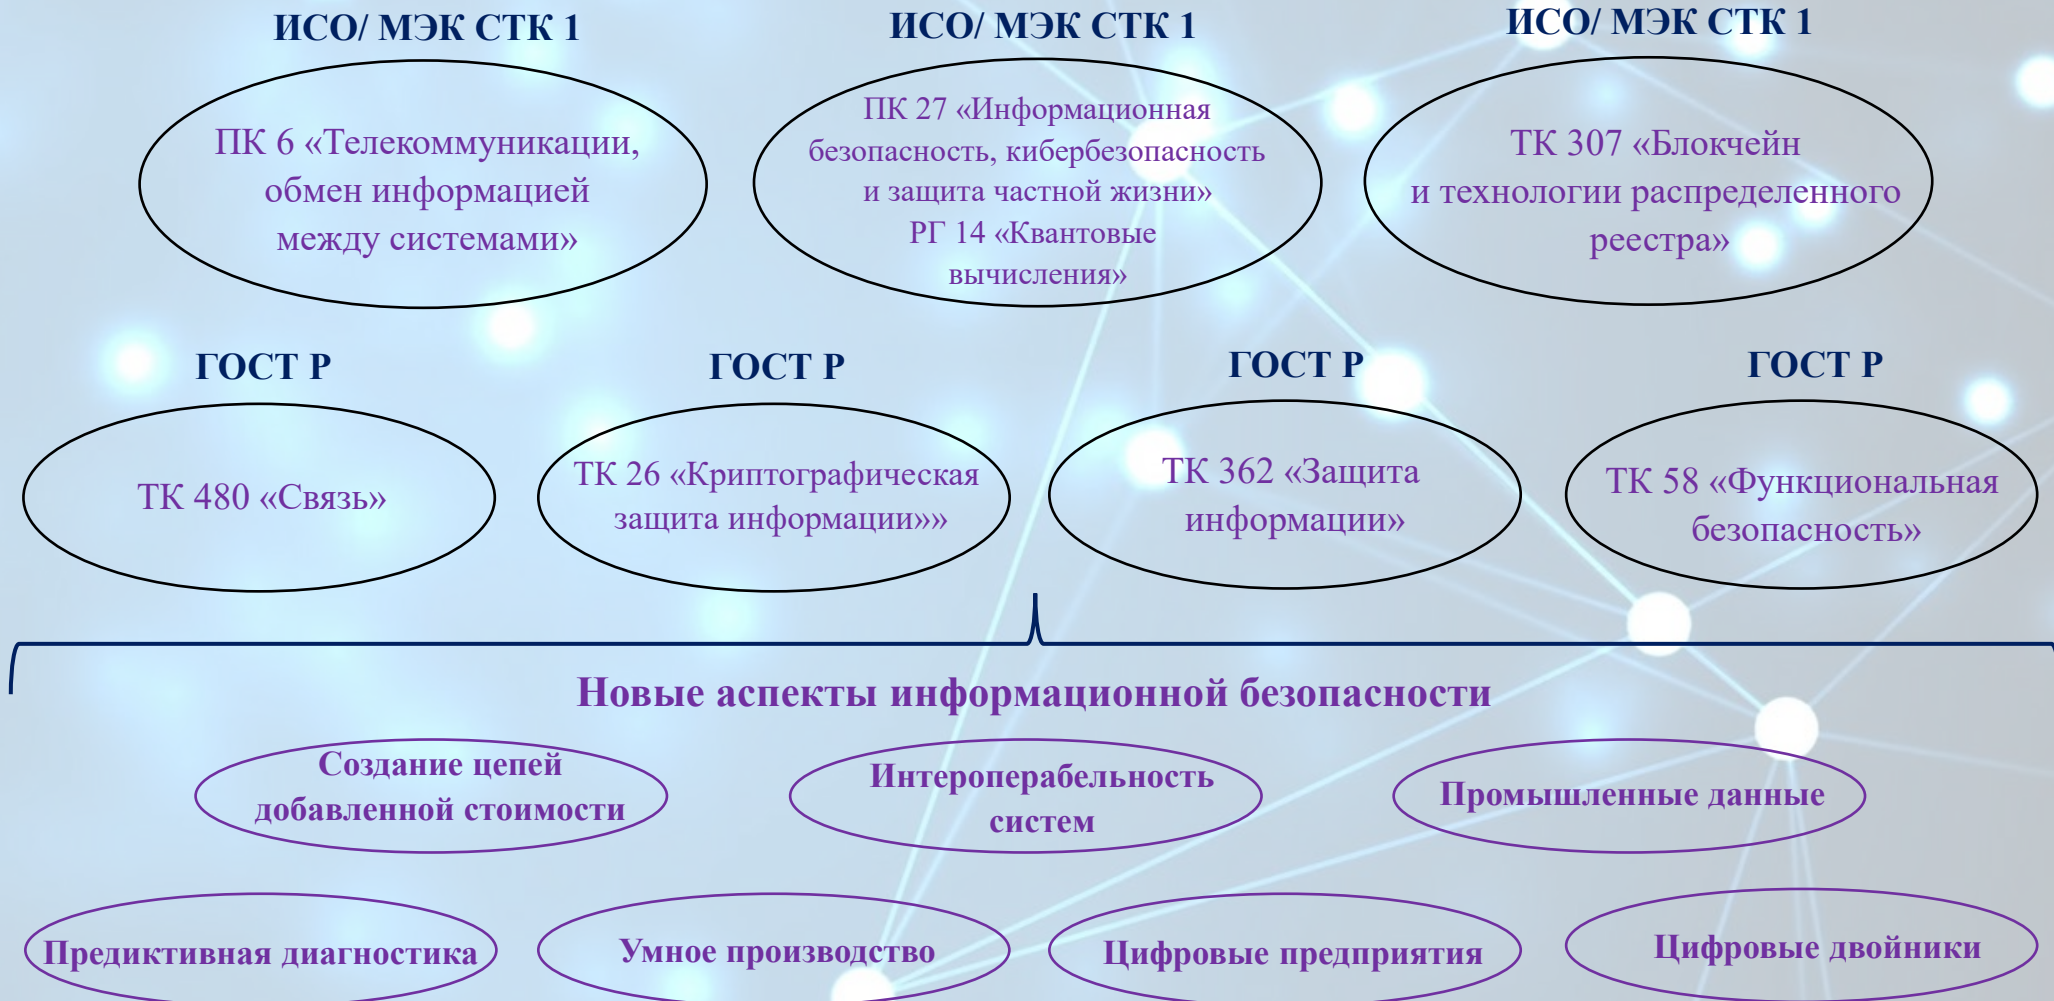 ИСО/ МЭК СТК 1
ИСО/ МЭК СТК 1
ИСО/ МЭК СТК 1
ПК 6 «Телекоммуникации,
обмен информацией
между системами»
ПК 27 «Информационная
безопасность, кибербезопасность
и защита частной жизни»
РГ 14 «Квантовые
вычисления»
ТК 307 «Блокчейн
и технологии распределенного
реестра»
ГОСТ Р
ГОСТ Р
ГОСТ Р
ГОСТ Р
ТК 480 «Связь»
ТК 26 «Криптографическая
защита информации»»
ТК 362 «Защита
информации»
ТК 58 «Функциональная
безопасность»
Новые аспекты информационной безопасности
Создание цепей
добавленной стоимости
Интероперабельность
систем
Промышленные данные
Предиктивная диагностика
Умное производство
Цифровые предприятия
Цифровые двойники